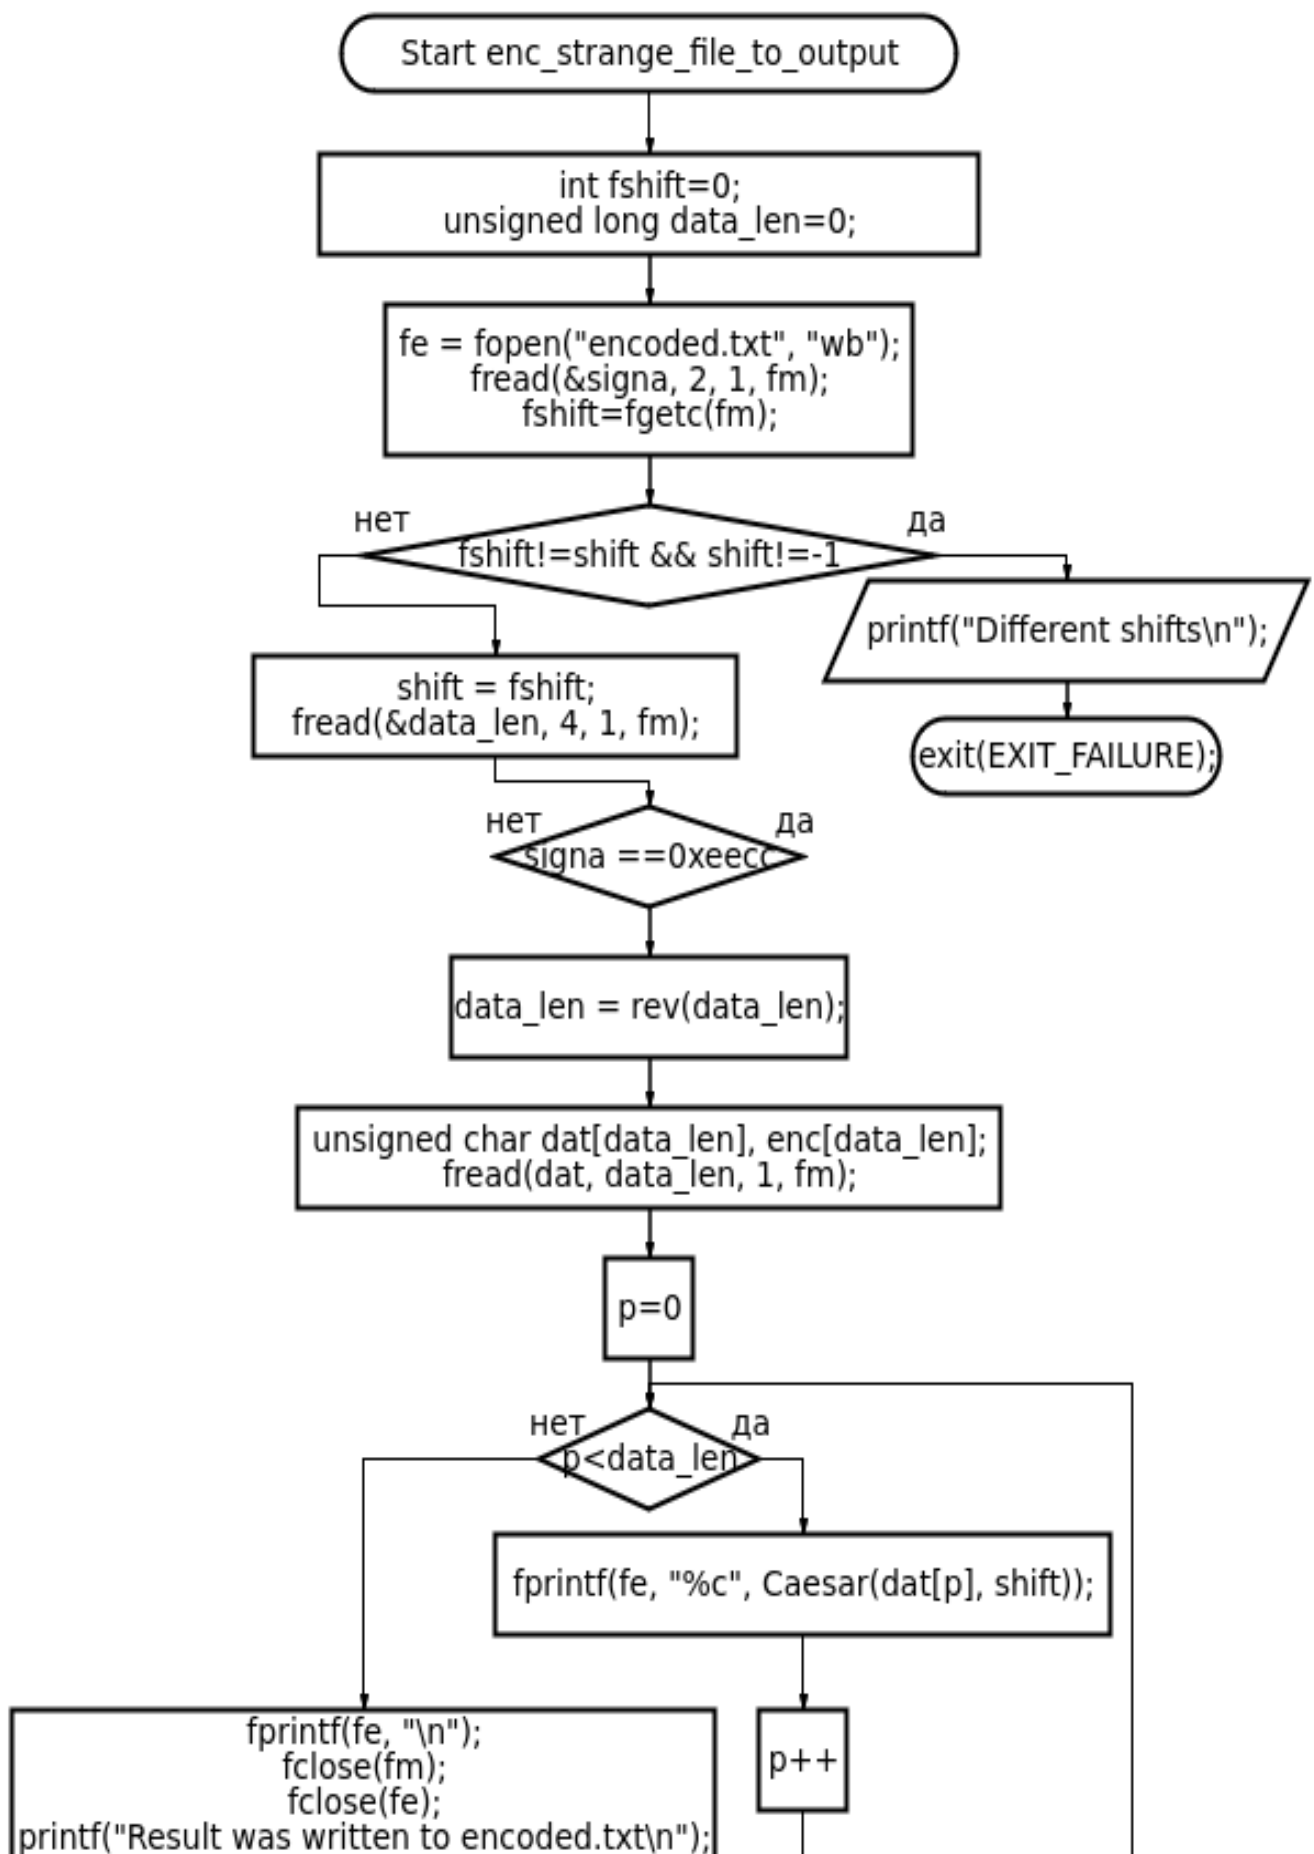 Start enc_strange_file_to_output
int fshift=0;
unsigned long data_len=0;
fe = fopen("encoded.txt", "wb");
fread(&signa, 2, 1, fm);
fshift=fgetc(fm);
нет
да
fshift!=shift && shift!=-1
printf("Different shifts\n");
shift = fshift;
fread(&data_len, 4, 1, fm);
exit(EXIT_FAILURE);
нет
да
signa ==0xeecc
data_len = rev(data_len);
unsigned char dat[data_len], enc[data_len];
fread(dat, data_len, 1, fm);
p=0
нет
да
p<data_len
fprintf(fe, "%c", Caesar(dat[p], shift));
fprintf(fe, "\n");
fclose(fm);
fclose(fe);
printf("Result was written to encoded.txt\n");
p++